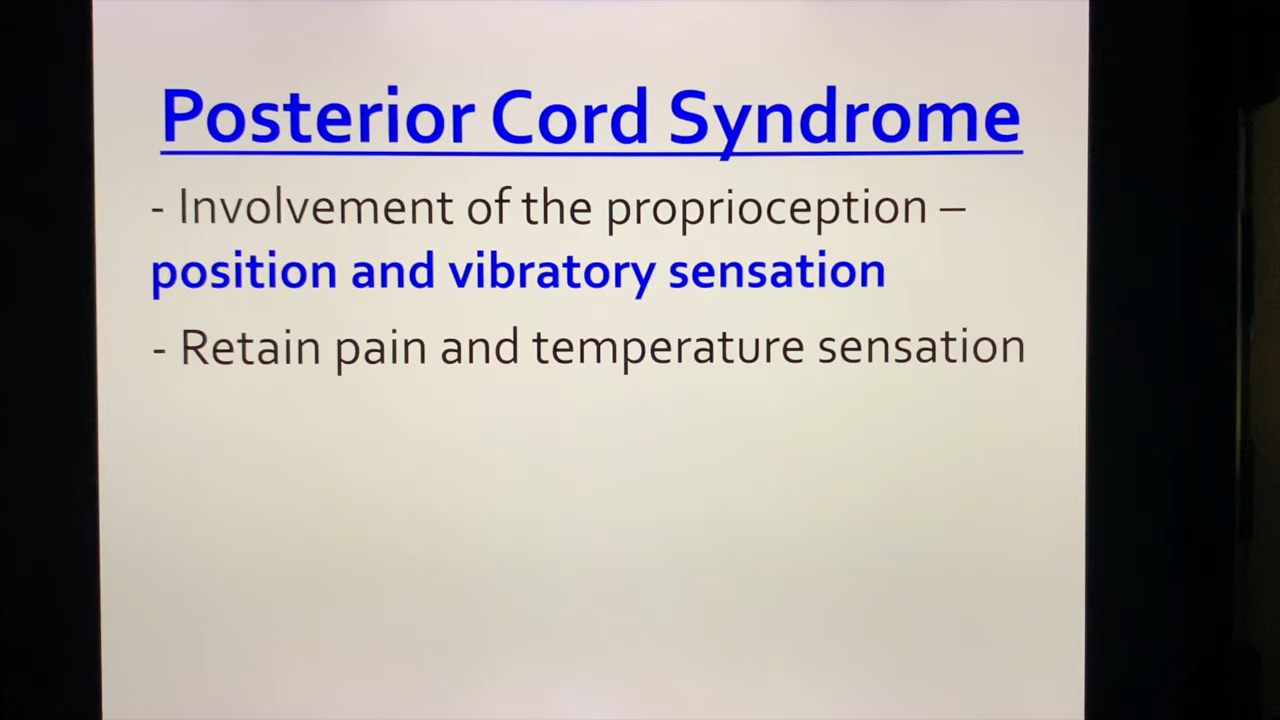 Posterior Cord Syndrome
- Involvement of the proprioception –
position and vibratory sensation
- Retain pain and temperature sensation